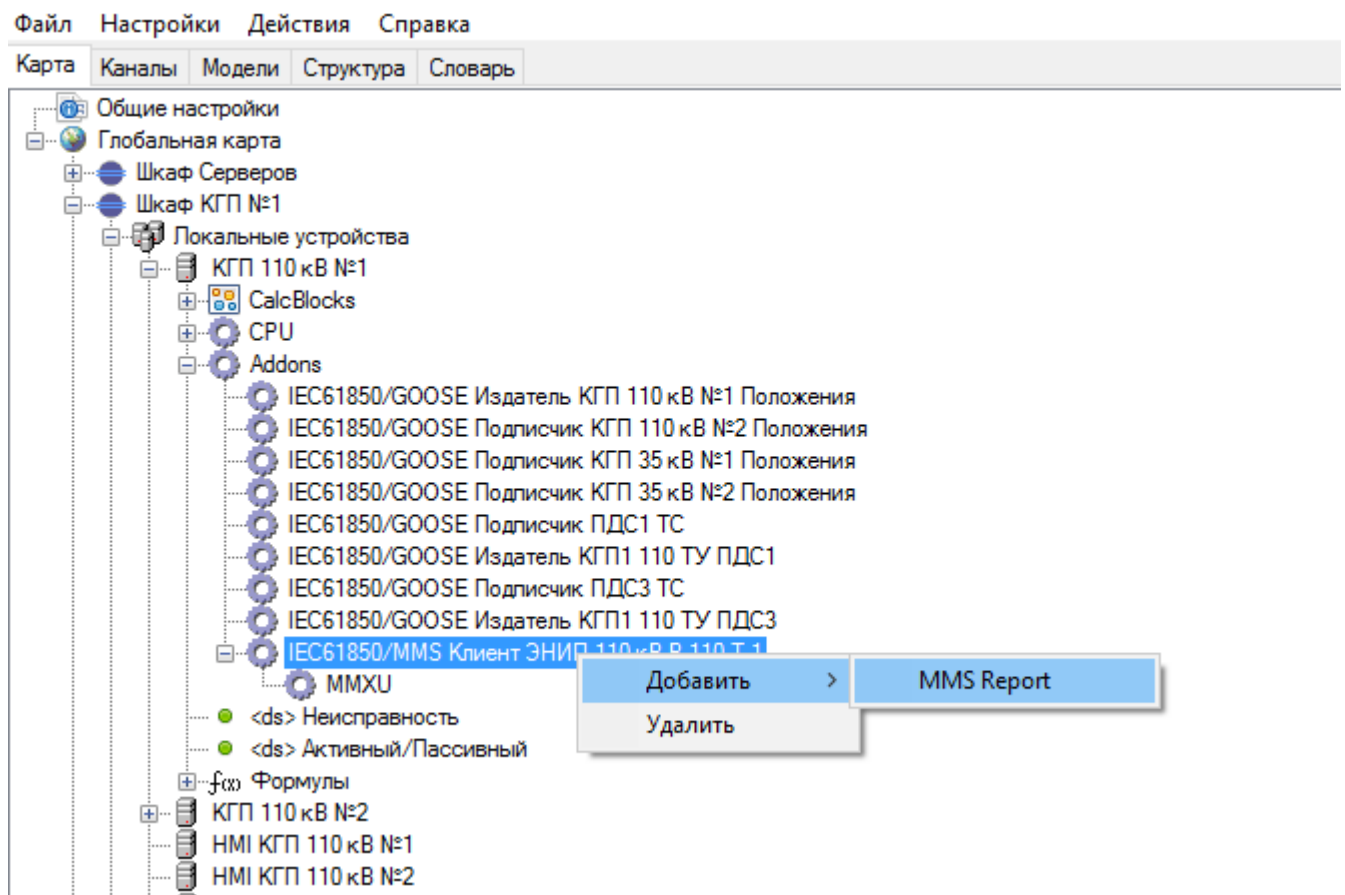 Файл Настройки Действия Справка
Карта Каналы Модели Структура Словарь
Общие настройки
Глобальная карта
Шкаф Серверов
Шкаф КГП №1
Локальные устройства
КГП 110 кВ №1
CalcBlocks
CPU
Addons
IEC61850/GOOSE Издатель КГП 110 кВ №1 Положения
IEC61850/GOOSE Подписчик КГП 110 кВ №2 Положения
IEC61850/GOOSE Подписчик КГП 35 кВ №1 Положения
IEC61850/GOOSE Подписчик КГП 35 кВ №2 Положения
IEC61850/GOOSE Подписчик ПДС1 ТС
IEC61850/GOOSE Издатель КГП1 110 ТУ ПДС1
IEC61850/GOOSE Подписчик ПДС3 ТС
IEC61850/GOOSE Издатель КГП1 110 ТУ ПДС3
IEC61850/MMS Клиент ЭНИП 110 кВ В 110 Т 1
MMXU
Добавить > MMS Report
Удалить
<ds> Неисправность
<ds> Активный/Пассивный
f(x) Формулы
КГП 110 кВ №2
HMI КГП 110 кВ №1
HMI КГП 110 кВ №2